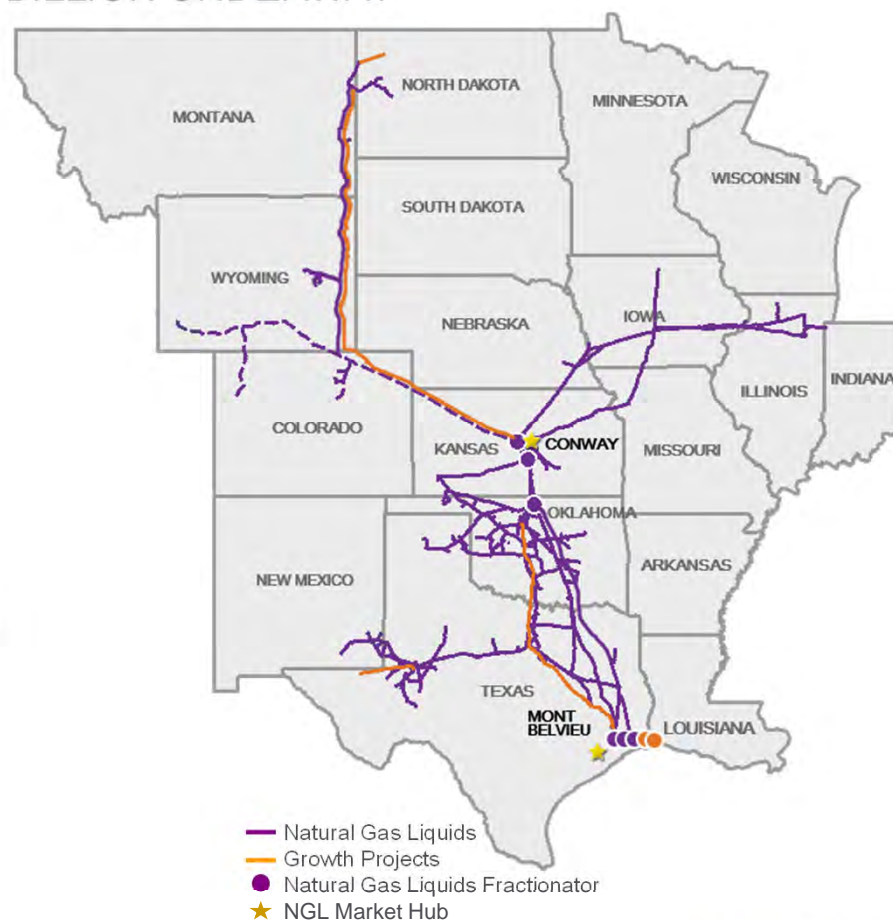 MONTANA
NORTH DAKOTA
MINNESOTA
WISCONSIN
SOUTH DAKOTA
WYOMING
NEBRASKA
IOWA
ILLINOIS
INDIANA
COLORADO
KANSAS
CONWAY
MISSOURI
OKLAHOMA
NEW MEXICO
ARKANSAS
TEXAS
MONT
BELVIEU
LOUISIANA
Natural Gas Liquids
Growth Projects
Natural Gas Liquids Fractionator
NGL Market Hub